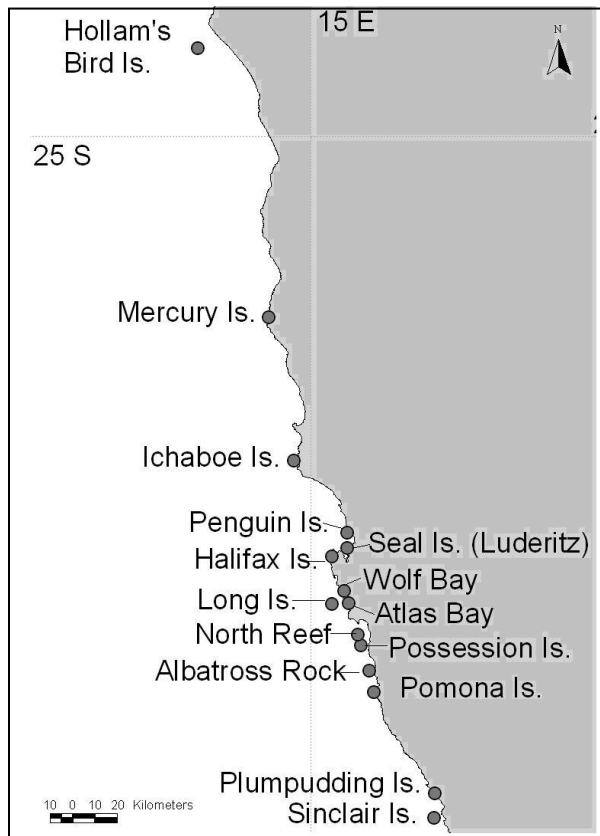 Hollam's
Bird Is.
15 E
N
25 S
Mercury Is.
Ichaboe Is.
Penguin Is.
Seal Is. (Luderitz)
Halifax Is.
Wolf Bay
Long Is.
Atlas Bay
North Reef
Possession Is.
Albatross Rock
Pomona Is.
Plumpudding Is.
Sinclair Is.
10 0 10 20 Kilometers